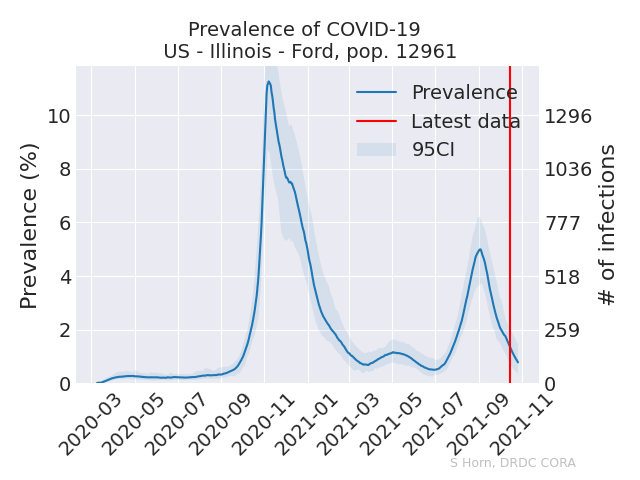 Prevalence of COVID-19
US - Illinois - Ford, pop. 12961
Prevalence
Latest data
95CI
Prevalence (%)
10
8
6
4
2
0
1296
1036
777
518
259
0
# of infections
2020-03
2020-05
2020-07
2020-09
2020-11
2021-01
2021-03
2021-05
2021-07
2021-09
2021-11
S Horn, DRDC CORA